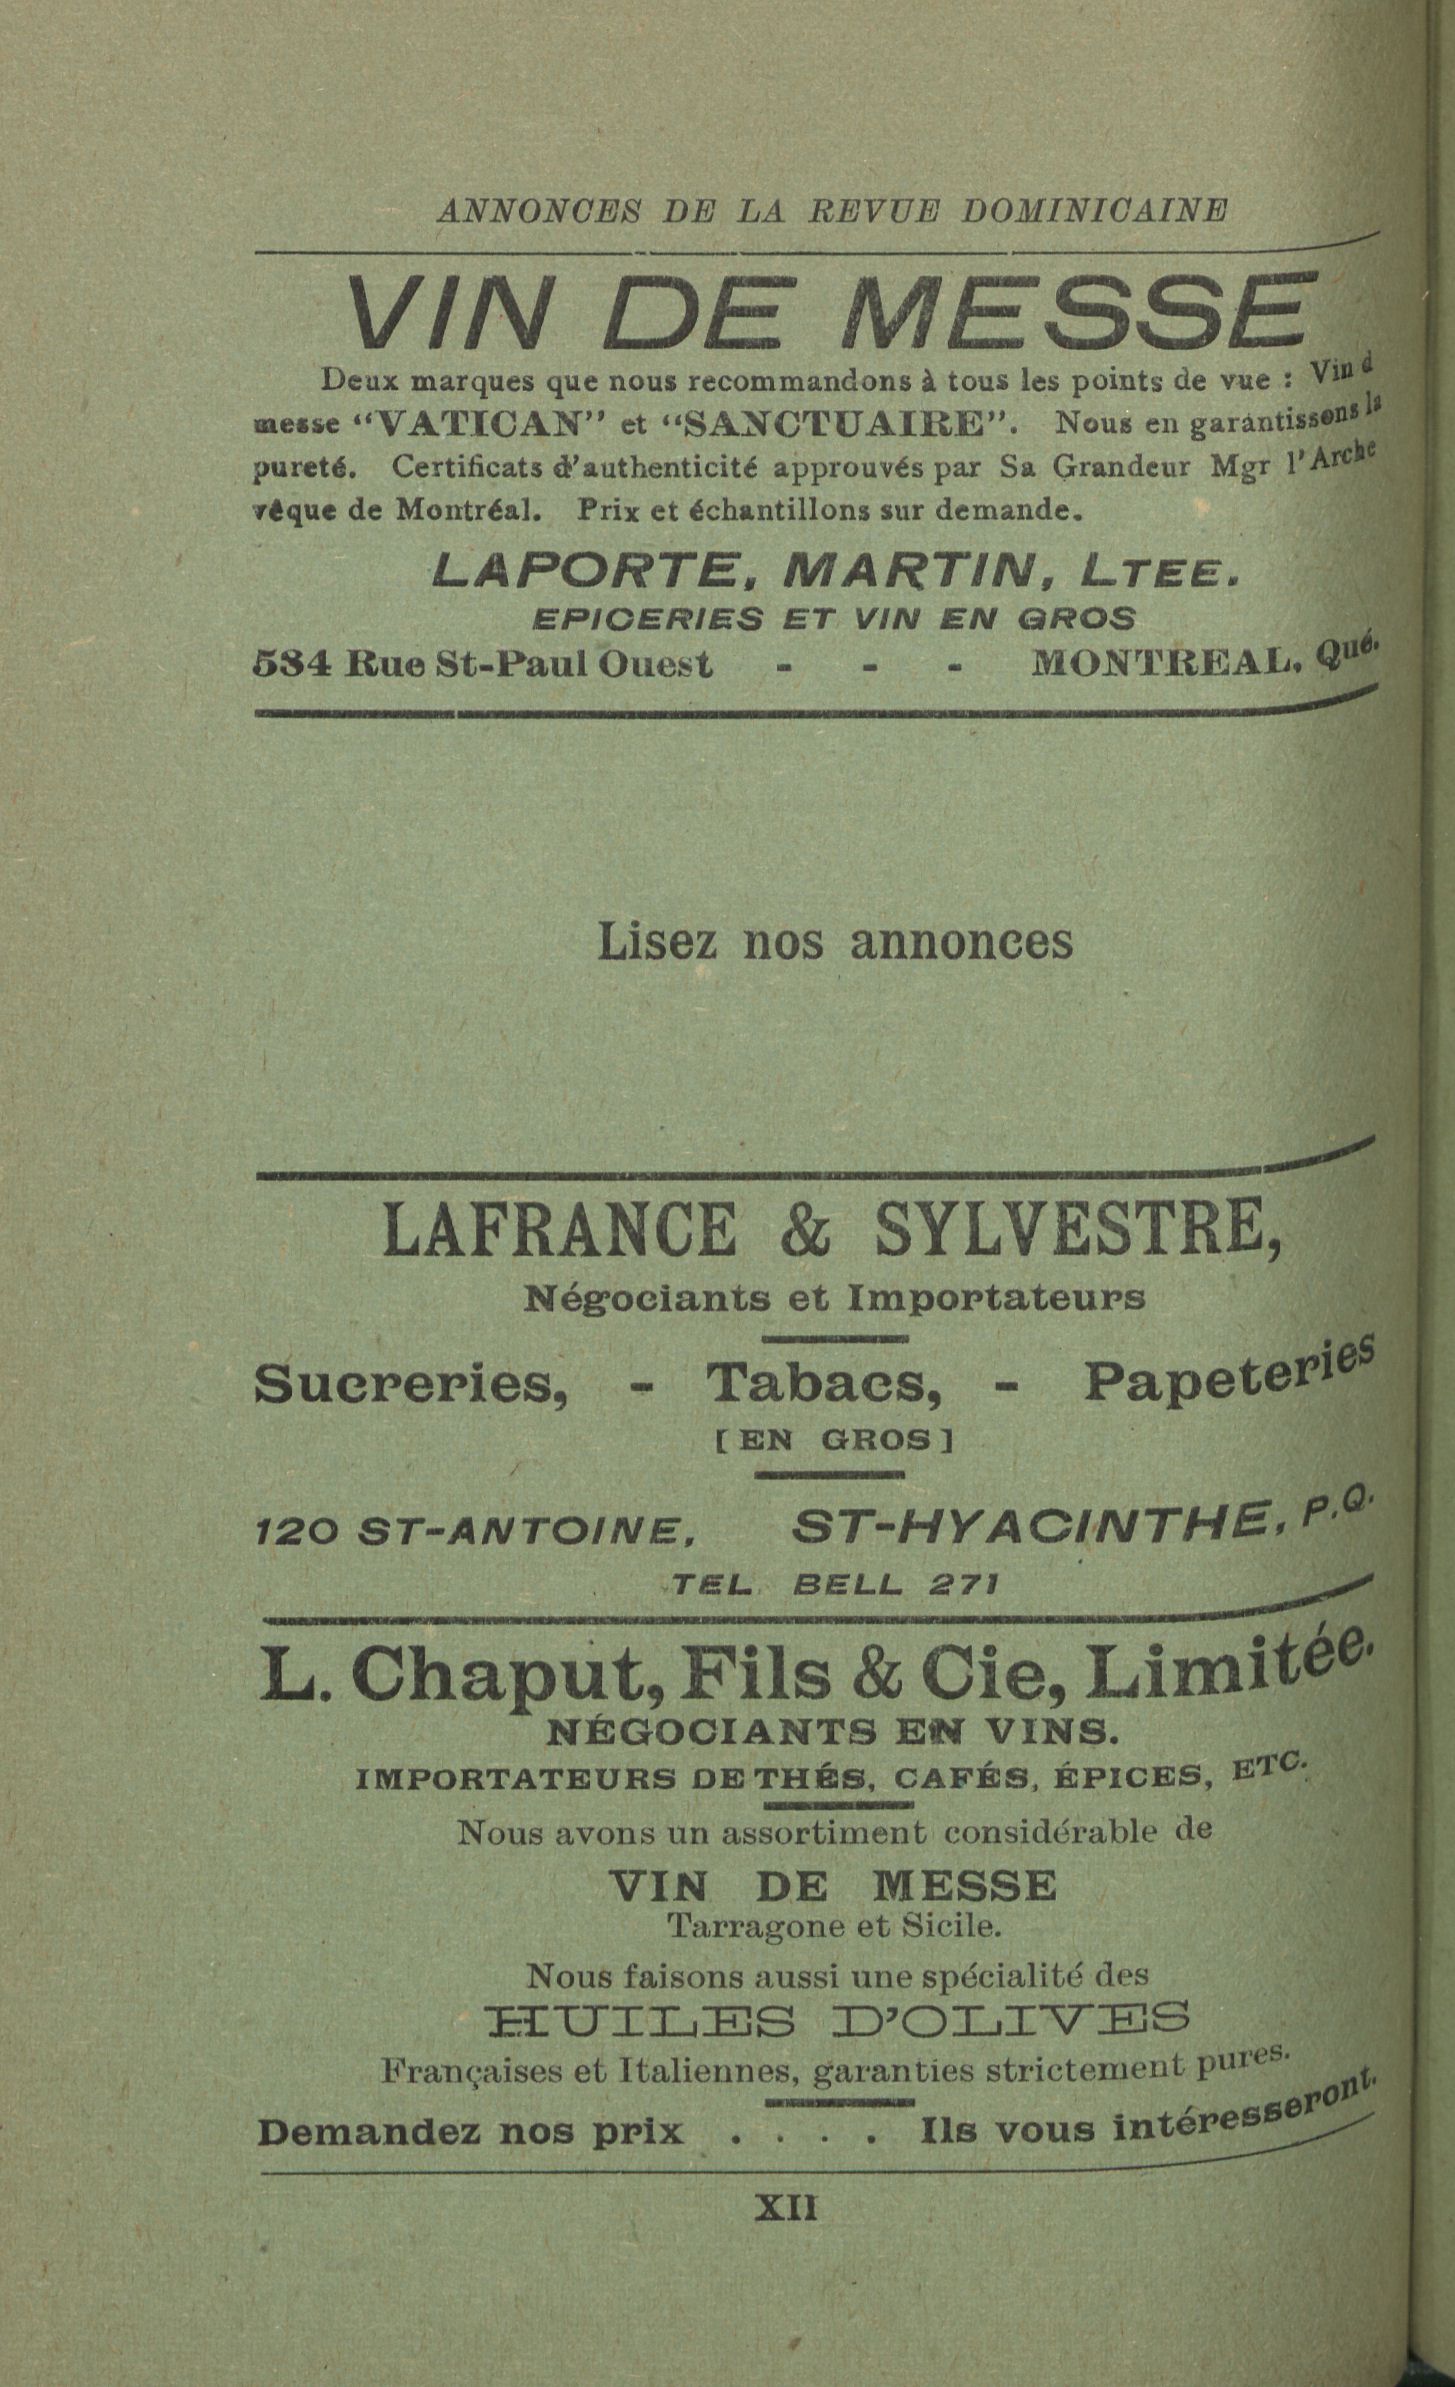 ANNONCES DE LA REVUE DOMINICAINE
VIN DE MESSE
Deux marques que nous recommandons à tous les points de vue : Vin d
messe "VATICAN" et "SANCTUAIRE". Nous en garantissons la
pureté. Certificats d'authenticité approuvés par Sa Grandeur Mgr l'Arche
vêque de Montréal. Prix et échantillons sur demande.
LAPORTE, MARTIN, LTEE.
EPICERIES ET VIN EN GROS
584 Rue St-Paul Ouest - - - MONTREAL, Qué.
Lisez nos annonces
LAFRANCE & SYLVESTRE,
Négociants et Importateurs
Sucreries, - Tabacs, - Papeteries
[EN GROS]
120 ST-ANTOINE, ST-HYACINTHE, P.Q.
TEL. BELL 271
L. Chaput, Fils & Cie, Limitée.
NÉGOCIANTS EN VINS.
IMPORTATEURS DE THÉS, CAFÉS, ÉPICES, ETC.
Nous avons un assortiment considérable de
VIN DE MESSE
Tarragone et Sicile.
Nous faisons aussi une spécialité des
HUILES D'OLIVES
Françaises et Italiennes, garanties strictement pures.
Demandez nos prix . . . . Ils vous intéresseront.
XII